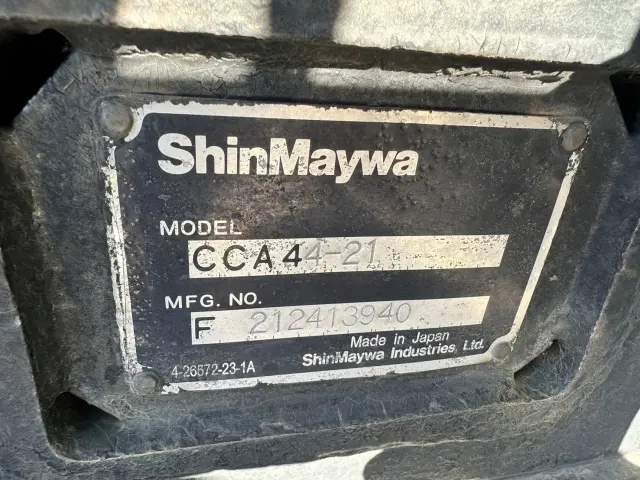 ShinMaywa
MODEL
CCA44-21
MFG. NO.
F 212413940
Made in Japan
4-26572-23-1A ShinMaywa Industries, Ltd.